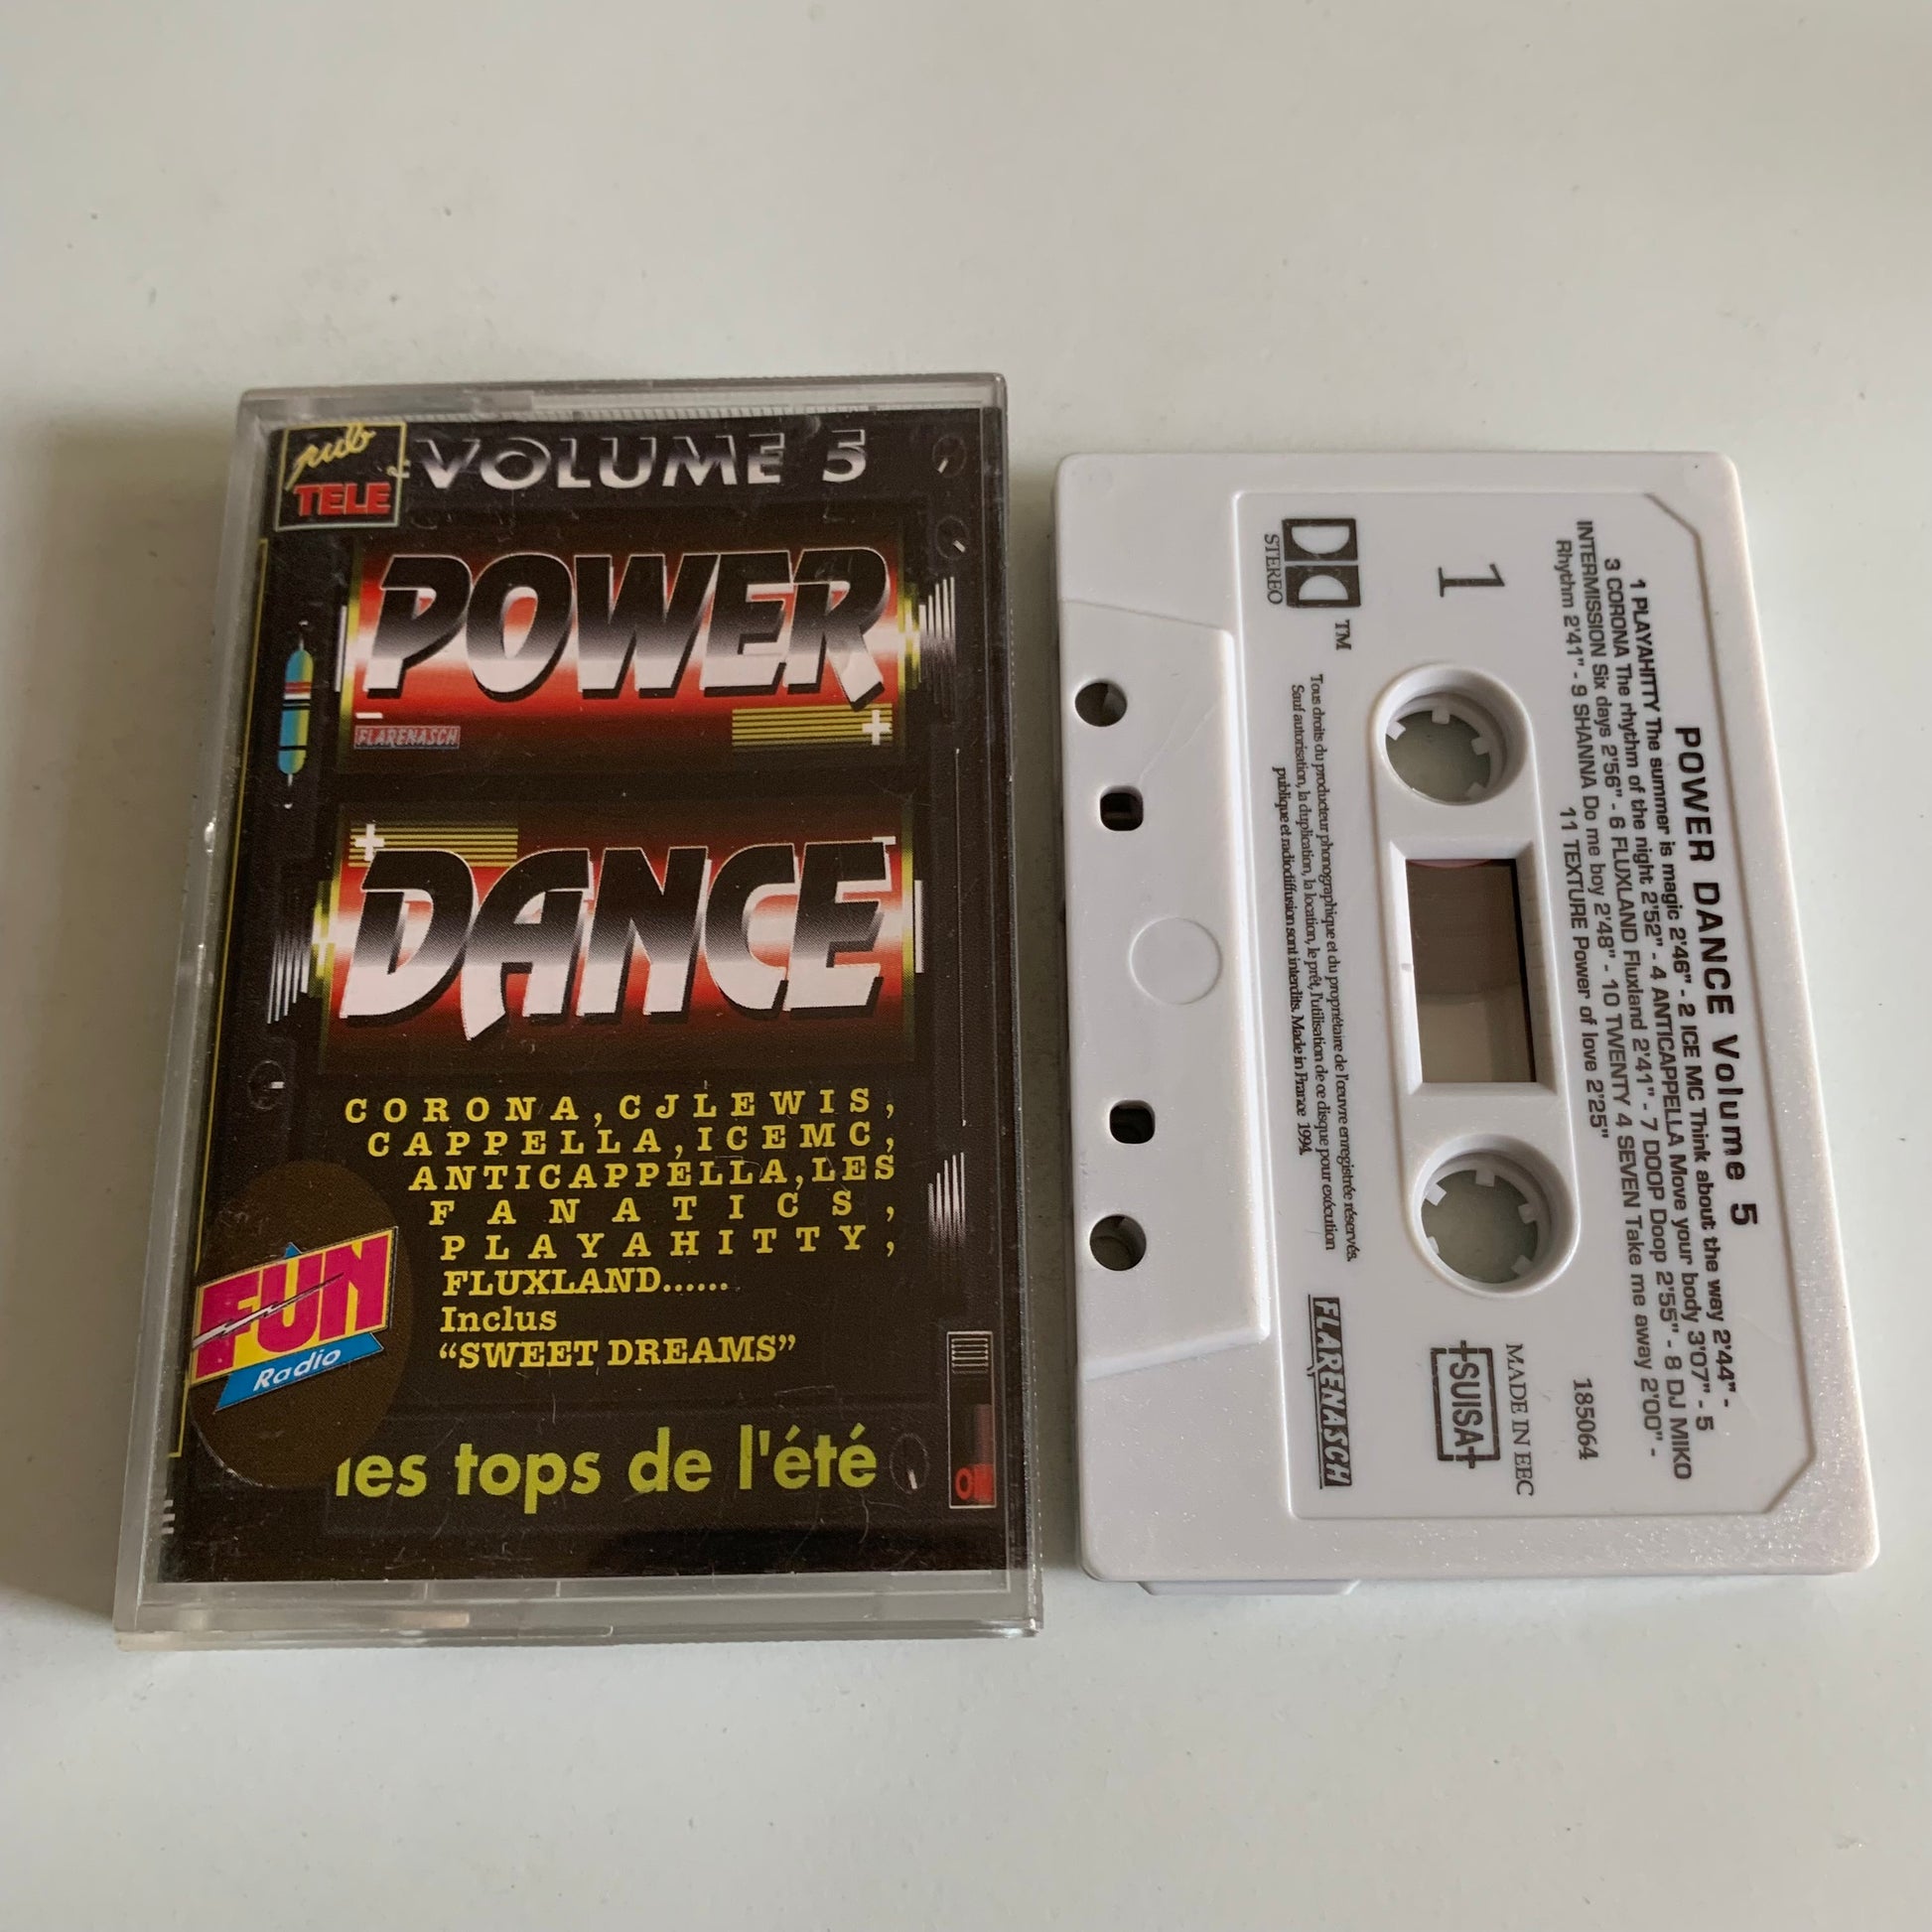 pub
TELE
VOLUME 5
POWER
FLARENASCH
DANCE
CORONA, CJ LEWIS,
CAPPELLA, ICE MC,
ANTICAPPELLA, LES
FANATICS,
PLAYAHITTY,
FLUXLAND......
Inclus
“SWEET DREAMS”
FUN
Radio
les tops de l'été
POWER DANCE Volume 5
1 PLAYAHITTY The summer is magic 2'46" - 2 ICE MC Think about the way 2'44" -
3 CORONA The rhythm of the night 2'52" - 4 ANTICAPPELLA Move your body 3'07" - 5
INTERMISSION Six days 2'56" - 6 FLUXLAND Fluxland 2'41" - 7 DOOP Doop 2'55" - 8 DJ MIKO
Rhythm 2'41" - 9 SHANNA Do me boy 2'48" - 10 TWENTY 4 SEVEN Take me away 2'00" -
11 TEXTURE Power of love 2'25"
1
185064
MADE IN EEC
SUISA
STEREO
TM
Tous droits du producteur phonographique et du propriétaire de l'œuvre enregistrée réservés.
Sauf autorisation, la duplication, la location, le prêt, l'utilisation de ce disque pour exécution
publique et radiodiffusion sont interdits. Made in France 1994.
FLARENASCH